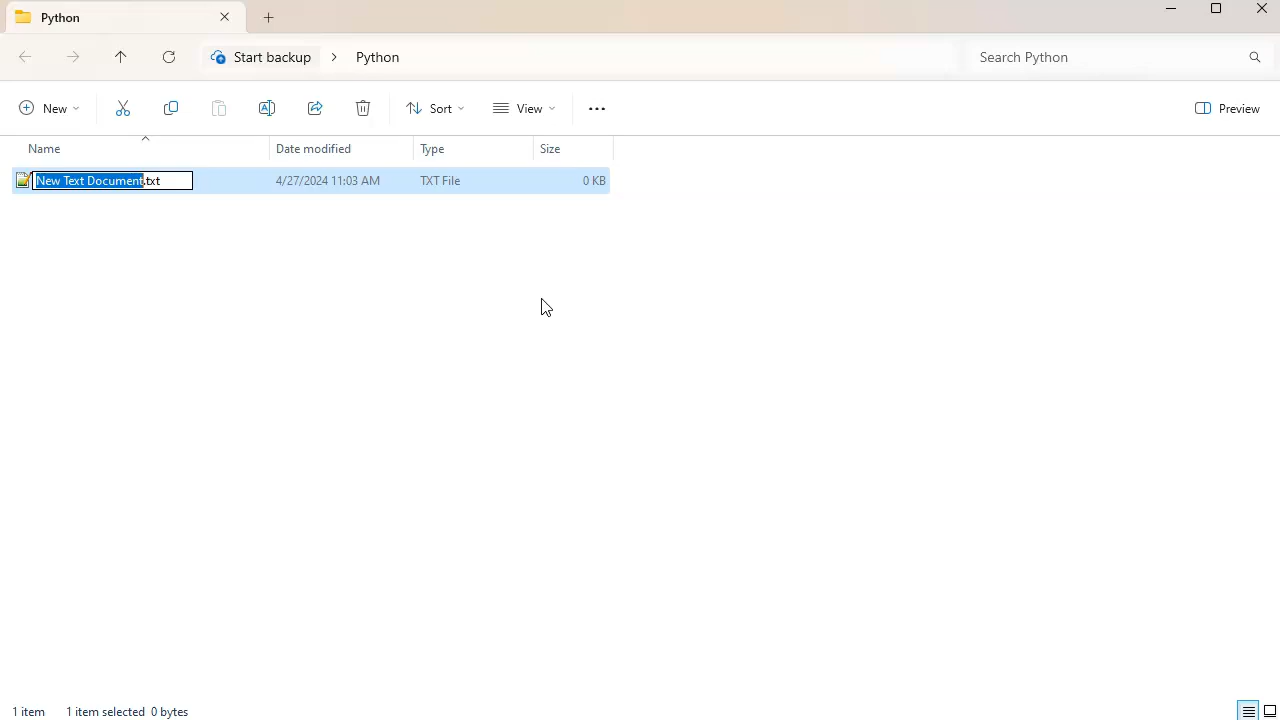 Python
Start backup > Python
Search Python
New
Sort
View
Preview
Name Date modified Type Size
New Text Document.txt 4/27/2024 11:03 AM TXT File 0 KB
1 item 1 item selected 0 bytes